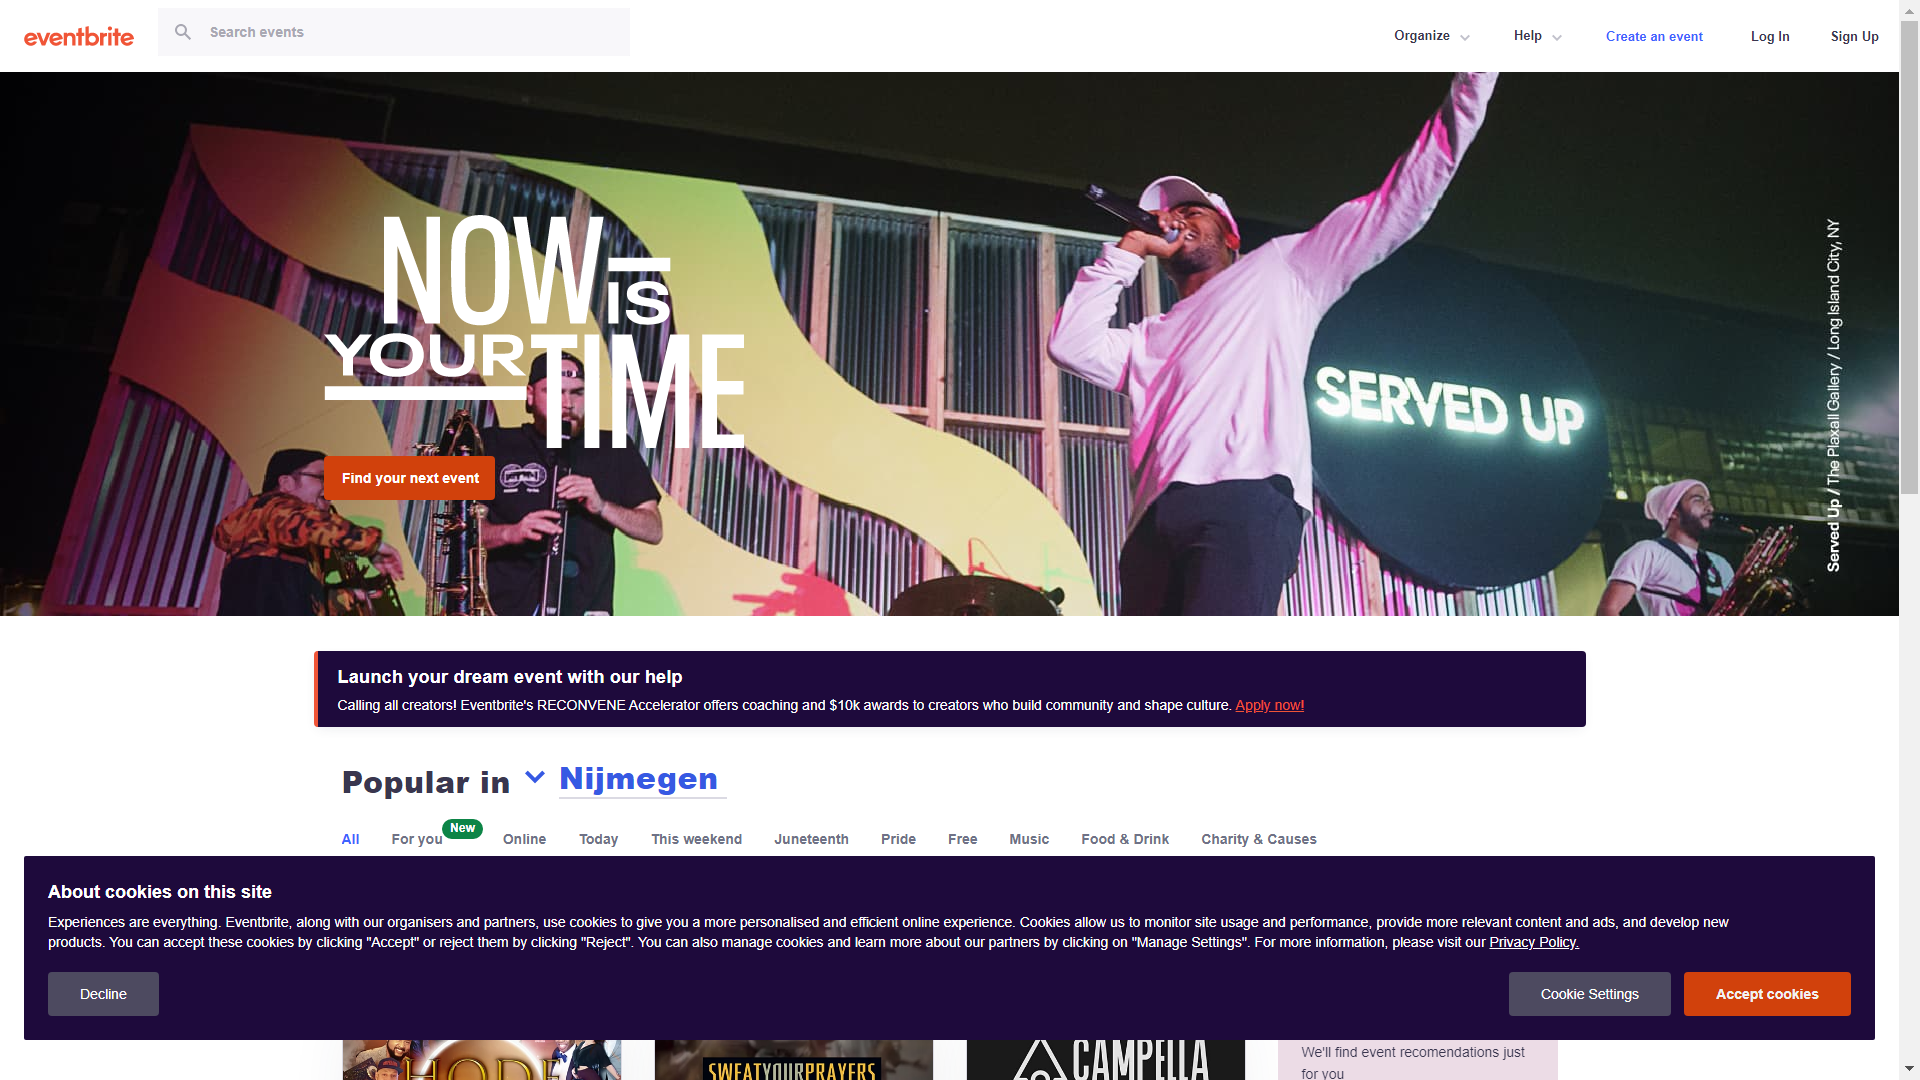 eventbrite
Search events
Organize
Help
Create an event
Log In
Sign Up
NOW IS
YOUR TIME
Find your next event
SERVED UP
Served Up / The Plaxall Gallery / Long Island City, NY
Launch your dream event with our help
Calling all creators! Eventbrite's RECONVENE Accelerator offers coaching and $10k awards to creators who build community and shape culture. Apply now!
Popular in Nijmegen
All
For you
New
Online
Today
This weekend
Juneteenth
Pride
Free
Music
Food & Drink
Charity & Causes
About cookies on this site
Experiences are everything. Eventbrite, along with our organisers and partners, use cookies to give you a more personalised and efficient online experience. Cookies allow us to monitor site usage and performance, provide more relevant content and ads, and develop new
products. You can accept these cookies by clicking "Accept" or reject them by clicking "Reject". You can also manage cookies and learn more about our partners by clicking on "Manage Settings". For more information, please visit our Privacy Policy.
Decline
Cookie Settings
Accept cookies
SWEATYOURPRAYERS
CAMPELLA
We'll find event recomendations just
for you